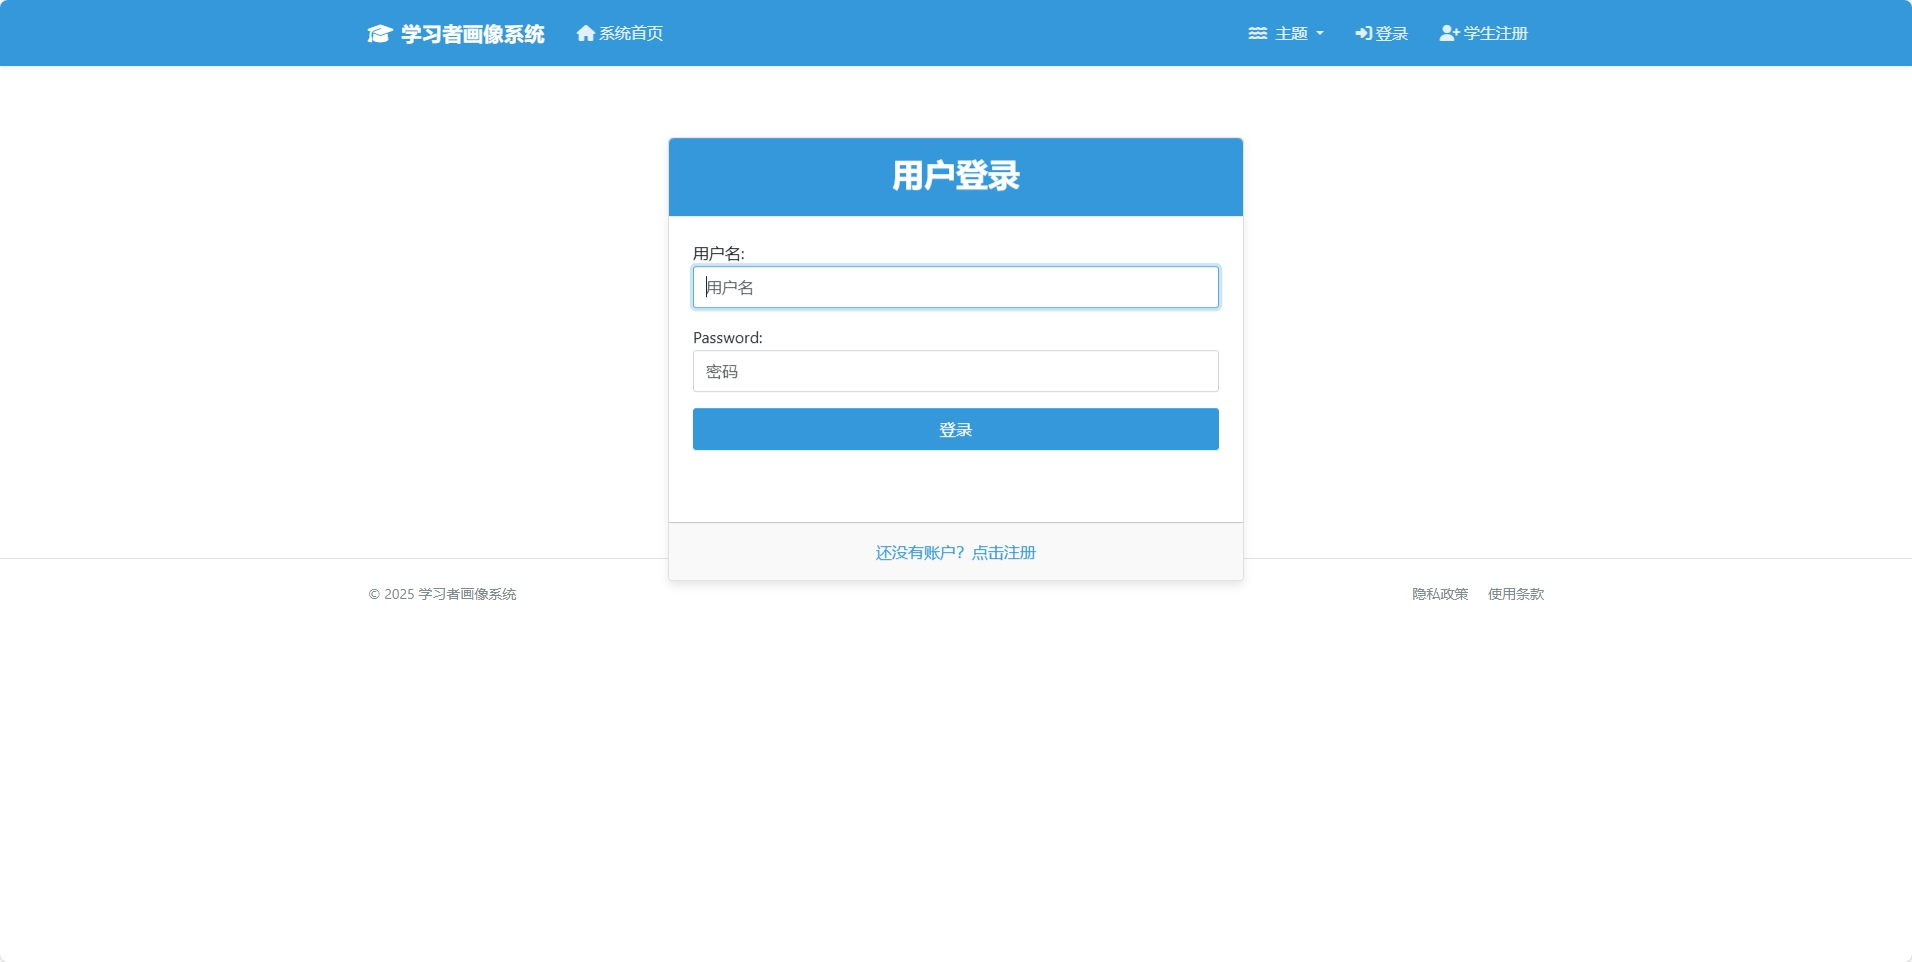 学习者画像系统 系统首页 主题 登录 学生注册
用户登录
用户名:
用户名
Password:
密码
登录
还没有账户？点击注册
© 2025 学习者画像系统 隐私政策 使用条款